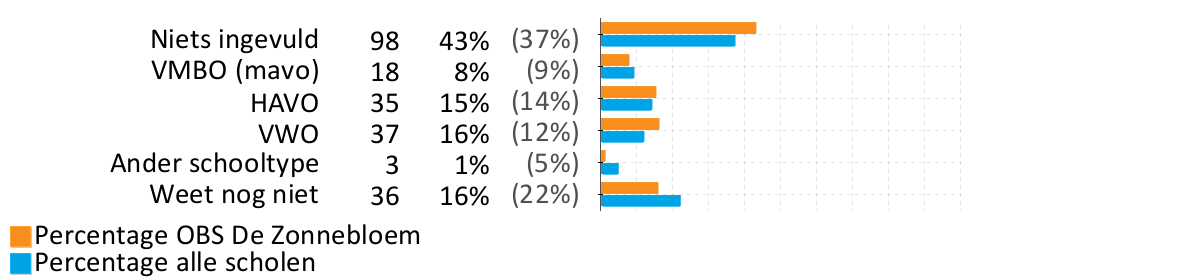 Niets ingevuld 98 43% (37%)
VMBO (mavo) 18 8% (9%)
HAVO 35 15% (14%)
VWO 37 16% (12%)
Ander schooltype 3 1% (5%)
Weet nog niet 36 16% (22%)
Percentage OBS De Zonnebloem
Percentage alle scholen